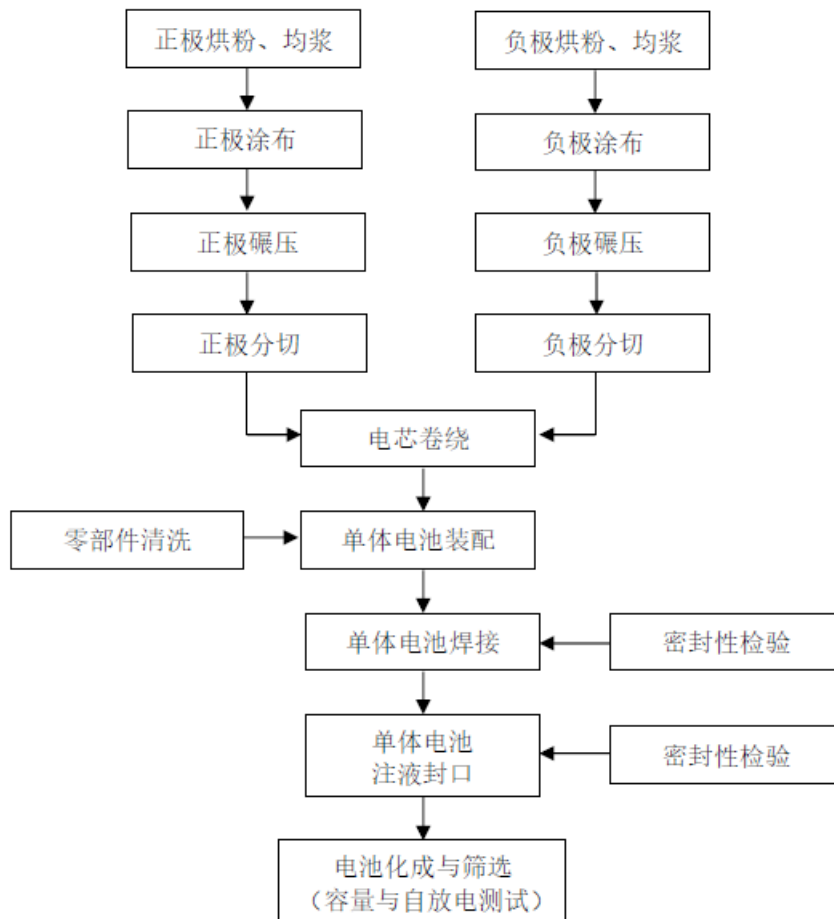 正极烘粉、均浆
负极烘粉、均浆
正极涂布
负极涂布
正极碾压
负极碾压
正极分切
负极分切
电芯卷绕
零部件清洗
单体电池装配
单体电池焊接
密封性检验
单体电池
注液封口
密封性检验
电池化成与筛选
（容量与自放电测试）